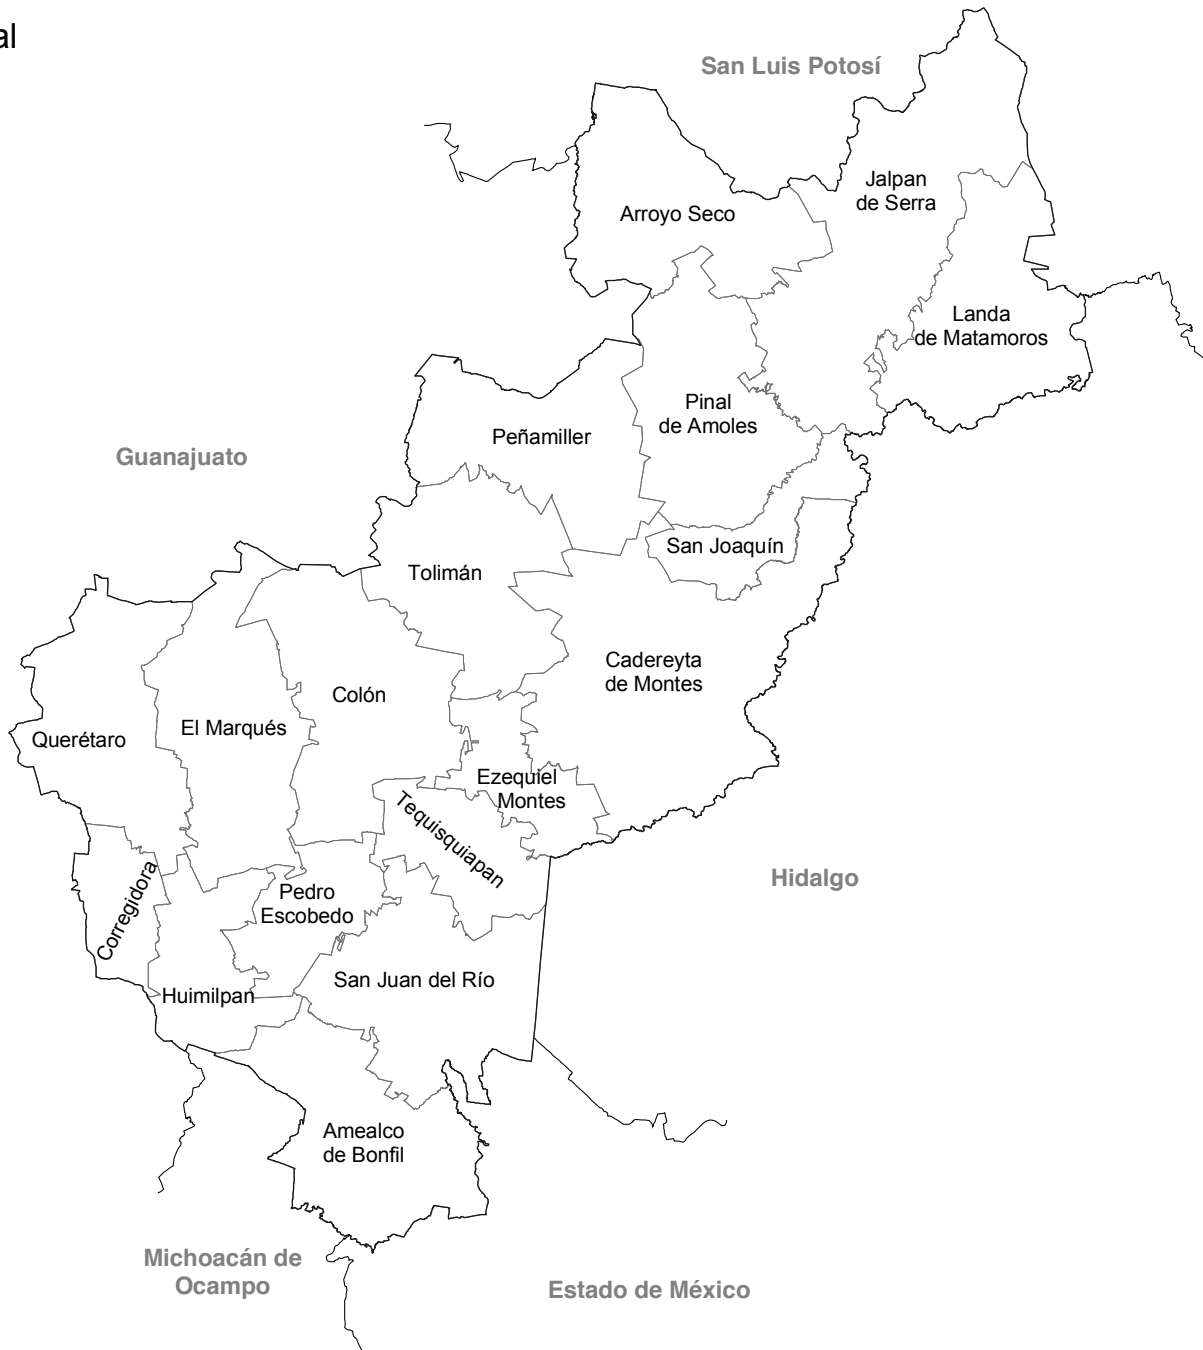 al
San Luis Potosí
Jalpan
de Serra
Arroyo Seco
Landa
de Matamoros
Pinal
de Amoles
Peñamiller
Guanajuato
San Joaquín
Tolimán
Cadereyta
de Montes
Colón
El Marqués
Querétaro
Ezequiel
Montes
Tequisquiapan
Corregidora
Hidalgo
Pedro
Escobedo
San Juan del Río
Huimilpan
Amealco
de Bonfil
Michoacán de
Ocampo
Estado de México